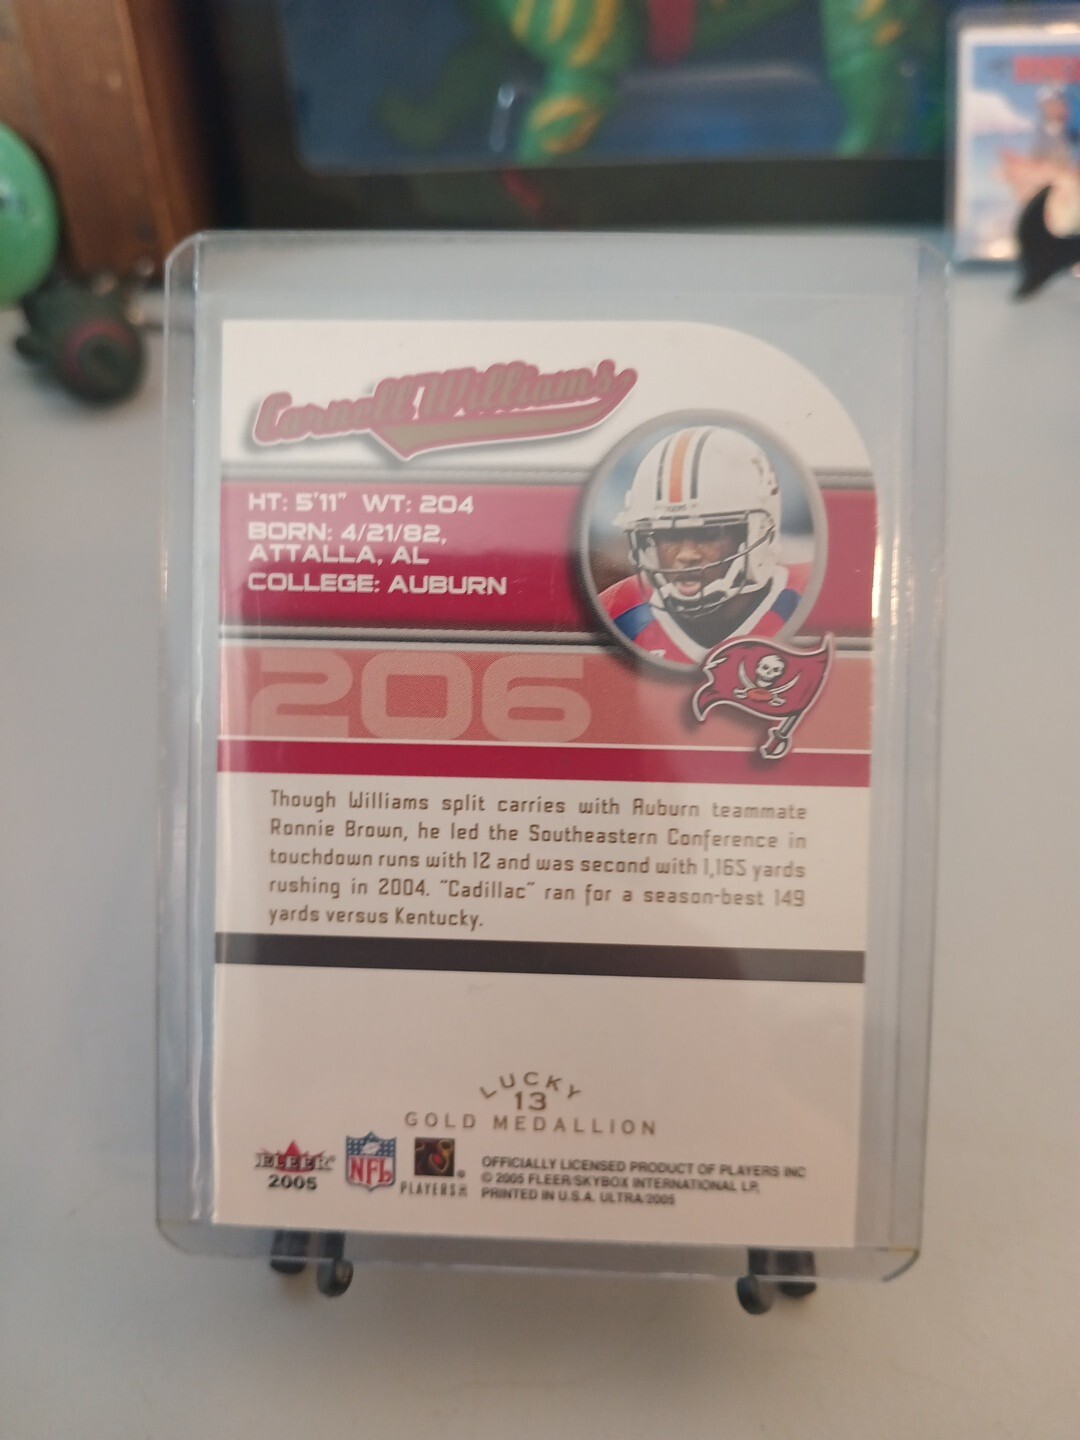 Carnell Williams
HT: 5'11" WT: 204
BORN: 4/21/82,
ATTALLA, AL
COLLEGE: AUBURN
206
Though Williams split carries with Auburn teammate
Ronnie Brown, he led the Southeastern Conference in
touchdown runs with 12 and was second with 1,165 yards
rushing in 2004. "Cadillac" ran for a season-best 149
yards versus Kentucky.
LUCKY
13
GOLD MEDALLION
FLEER
2005
NFL
PLAYERS INC
OFFICIALLY LICENSED PRODUCT OF PLAYERS INC
© 2005 FLEER/SKYBOX INTERNATIONAL LP.
PRINTED IN U.S.A. ULTRA 2005